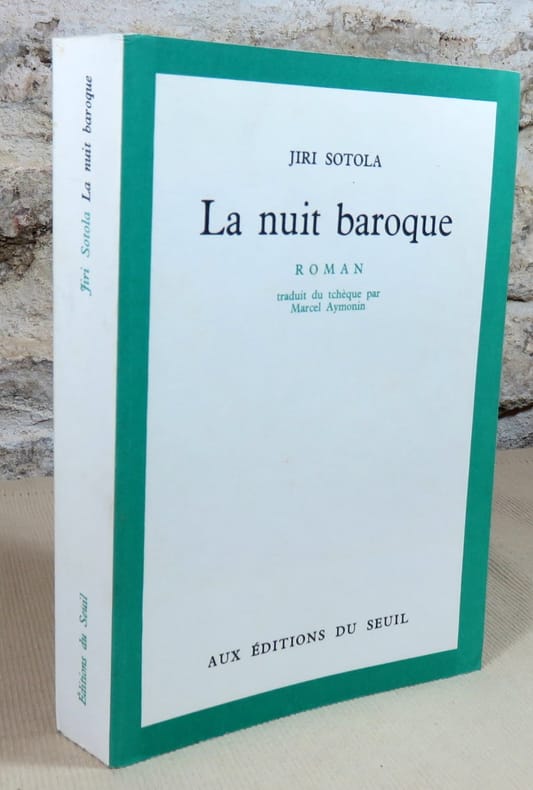 JIRI SOTOLA
La nuit baroque
ROMAN
traduit du tchèque par
Marcel Aymonin
AUX ÉDITIONS DU SEUIL
Jiri Sotola La nuit baroque
Éditions du Seuil